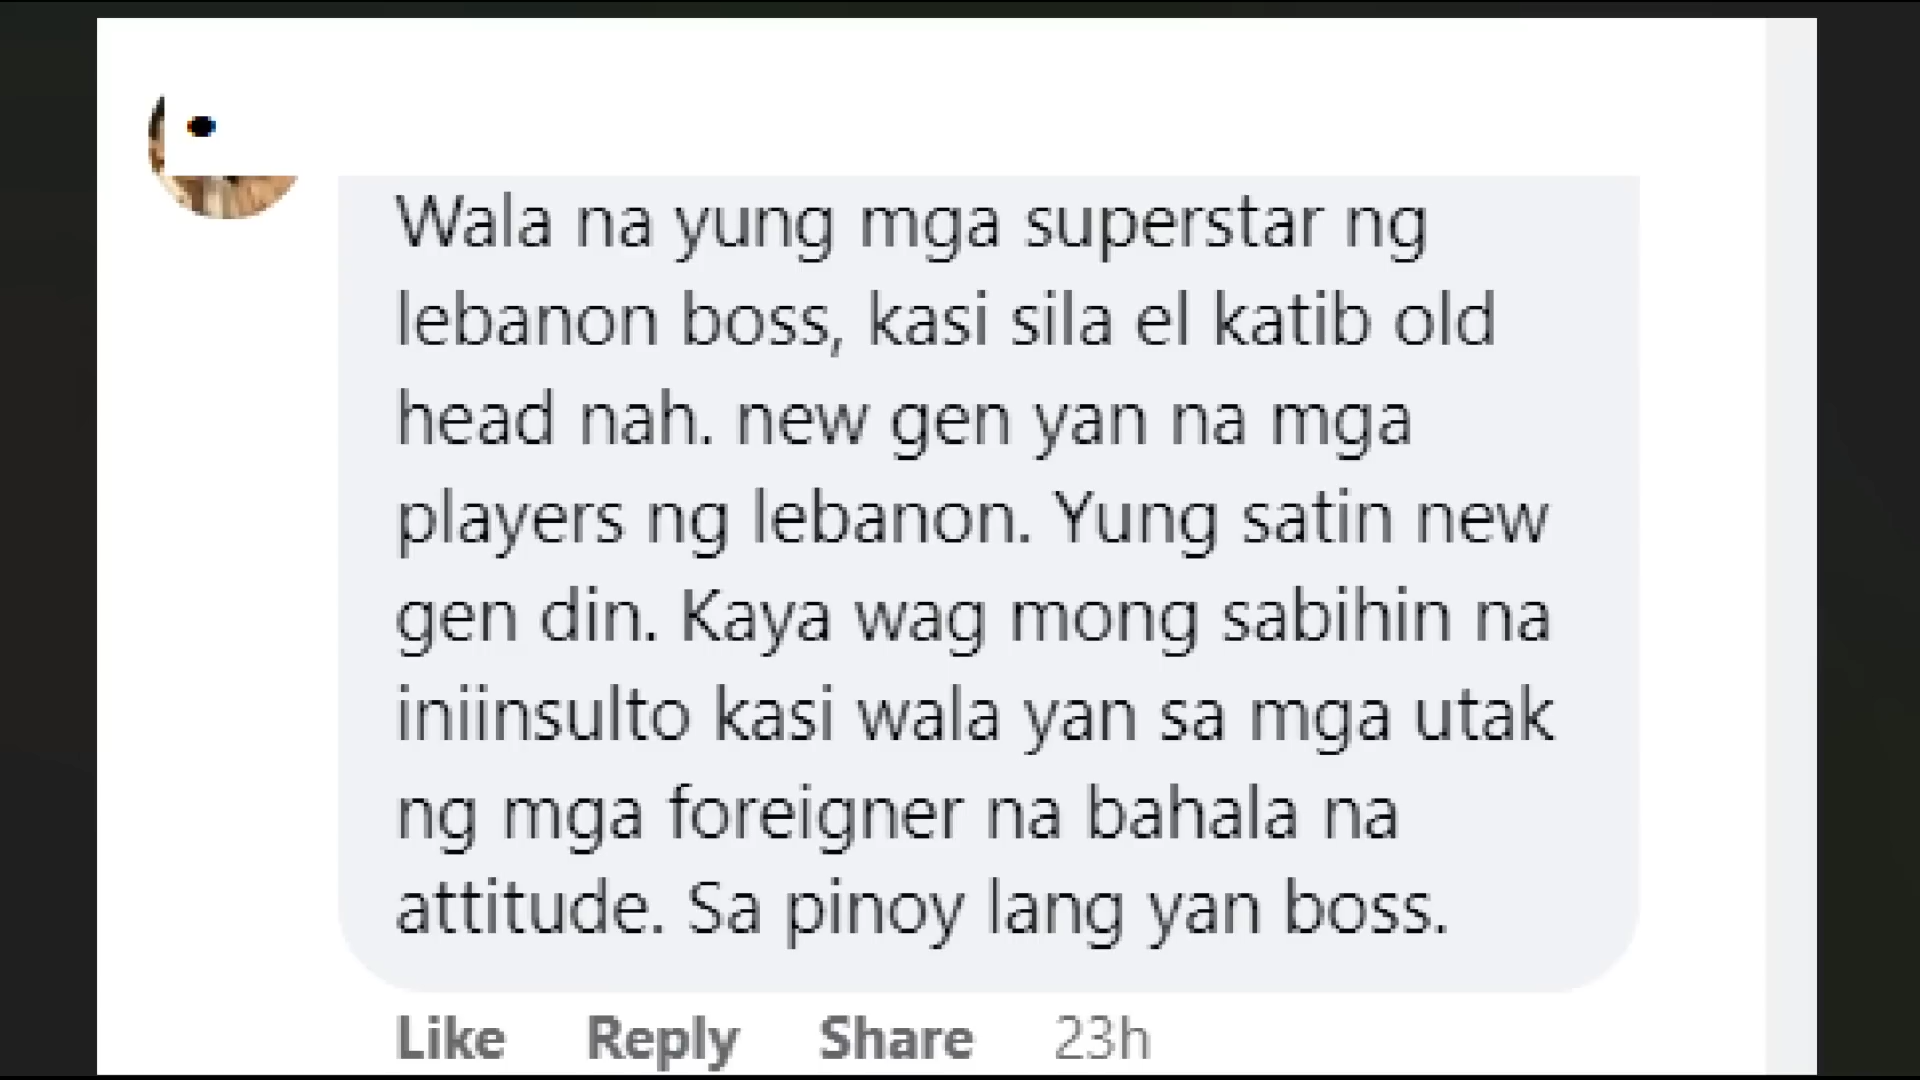 Wala na yung mga superstar ng
lebanon boss, kasi sila el katib old
head nah. new gen yan na mga
players ng lebanon. Yung satin new
gen din. Kaya wag mong sabihin na
iniinsulto kasi wala yan sa mga utak
ng mga foreigner na bahala na
attitude. Sa pinoy lang yan boss.
Like Reply Share 23h